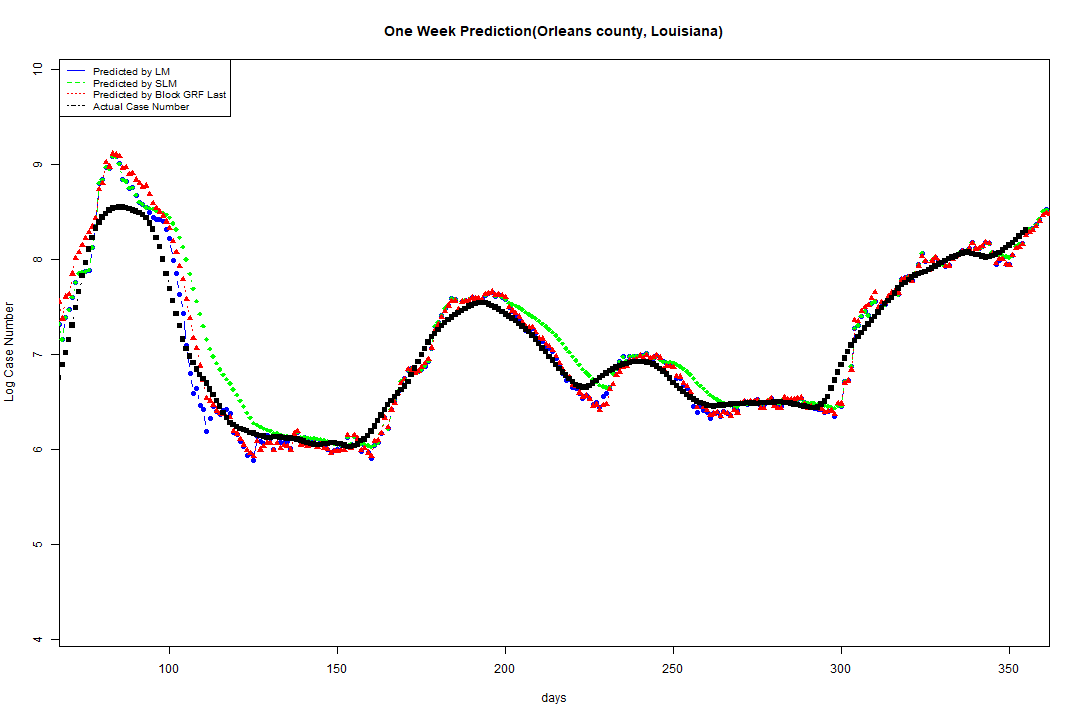 One Week Prediction(Orleans county, Louisiana)
Predicted by LM
Predicted by SLM
Predicted by Block GRF Last
Actual Case Number
Log Case Number
10
9
8
7
6
5
4
100 150 200 250 300 350
days